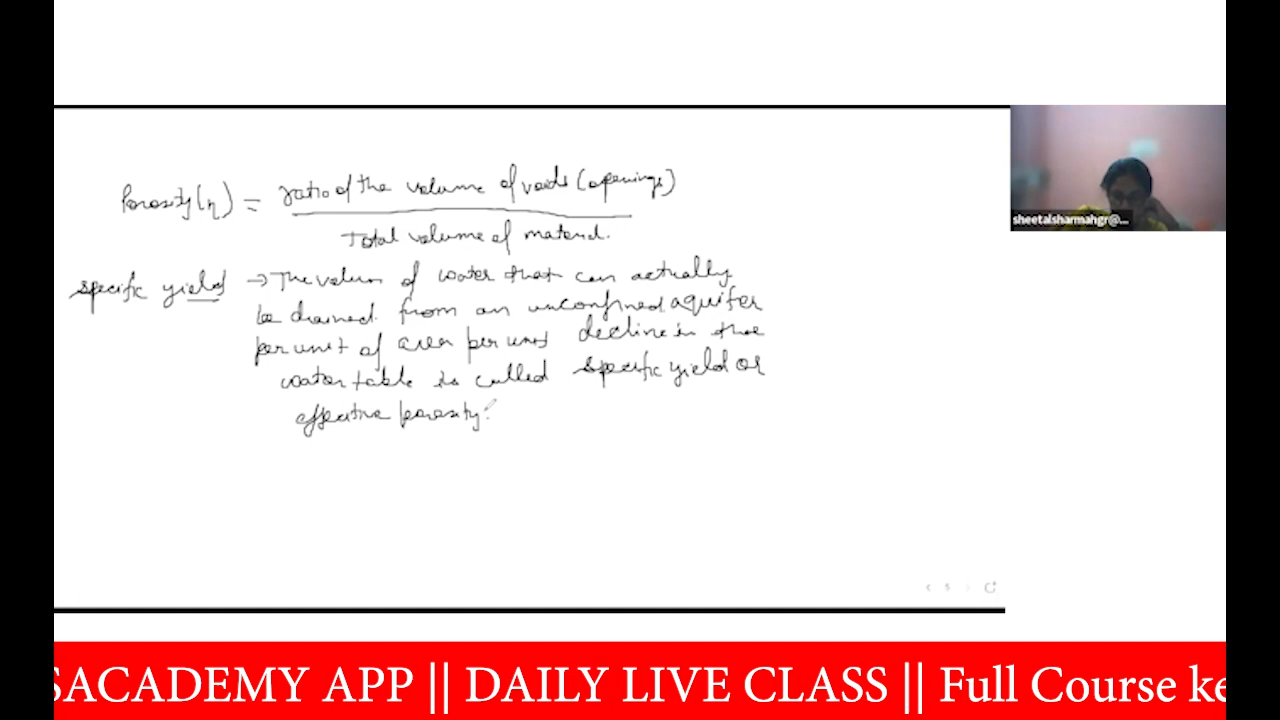 Porosity(η) = ratio of the volume of voids (openings)
Total volume of material.
specific yield → The volum of water that can actually
be drained from an unconfined aquifer
per unit of area per unit decline in the
water table is called specific yield or
effective porosity:
sheetalsharmahgr@...
< 5 >
SACADEMY APP || DAILY LIVE CLASS || Full Course ke